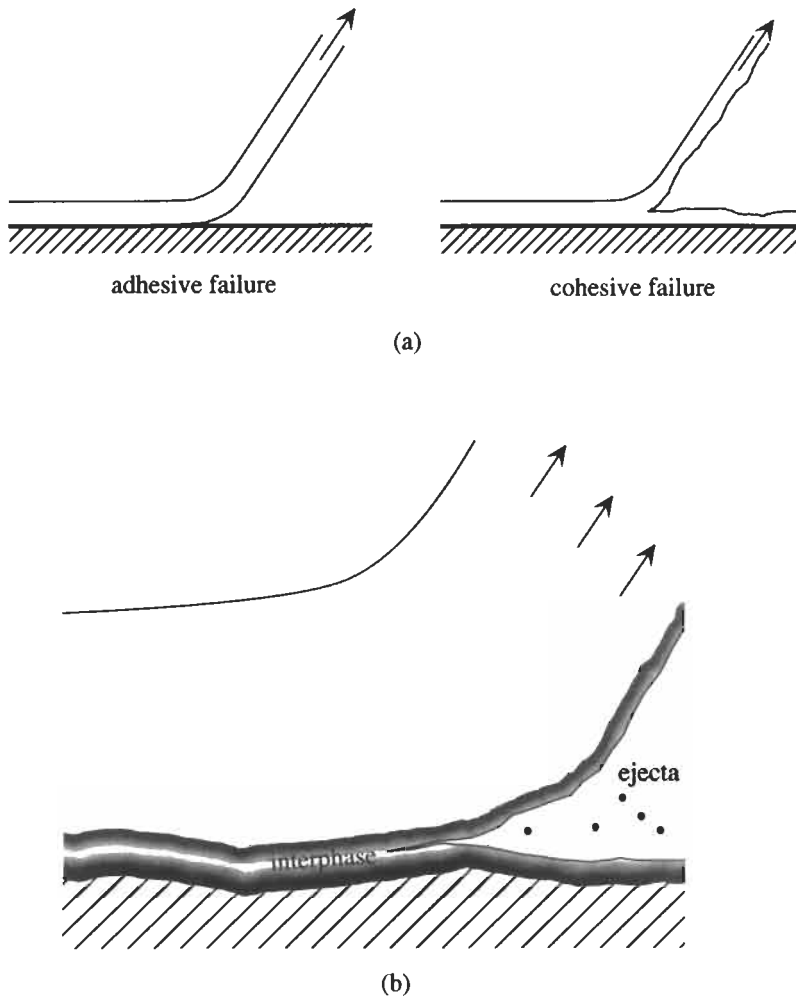 adhesive failure
cohesive failure
(a)
ejecta
interphase
(b)